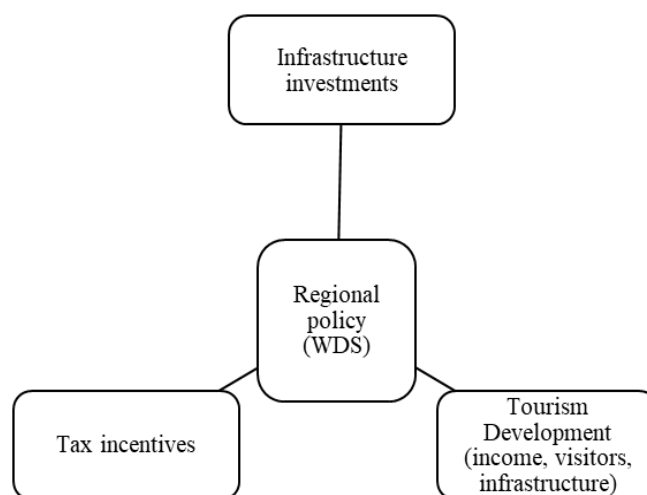 Infrastructure
investments
Regional
policy
(WDS)
Tax incentives
Tourism
Development
(income, visitors,
infrastructure)